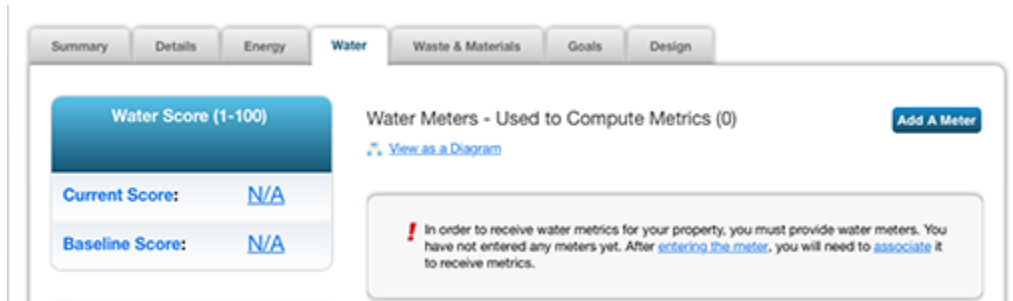 Summary Details Energy Water Waste & Materials Goals Design
Water Score (1-100)
Current Score: N/A
Baseline Score: N/A
Water Meters - Used to Compute Metrics (0)
Add A Meter
View as a Diagram
! In order to receive water metrics for your property, you must provide water meters. You
have not entered any meters yet. After entering the meter, you will need to associate it
to receive metrics.